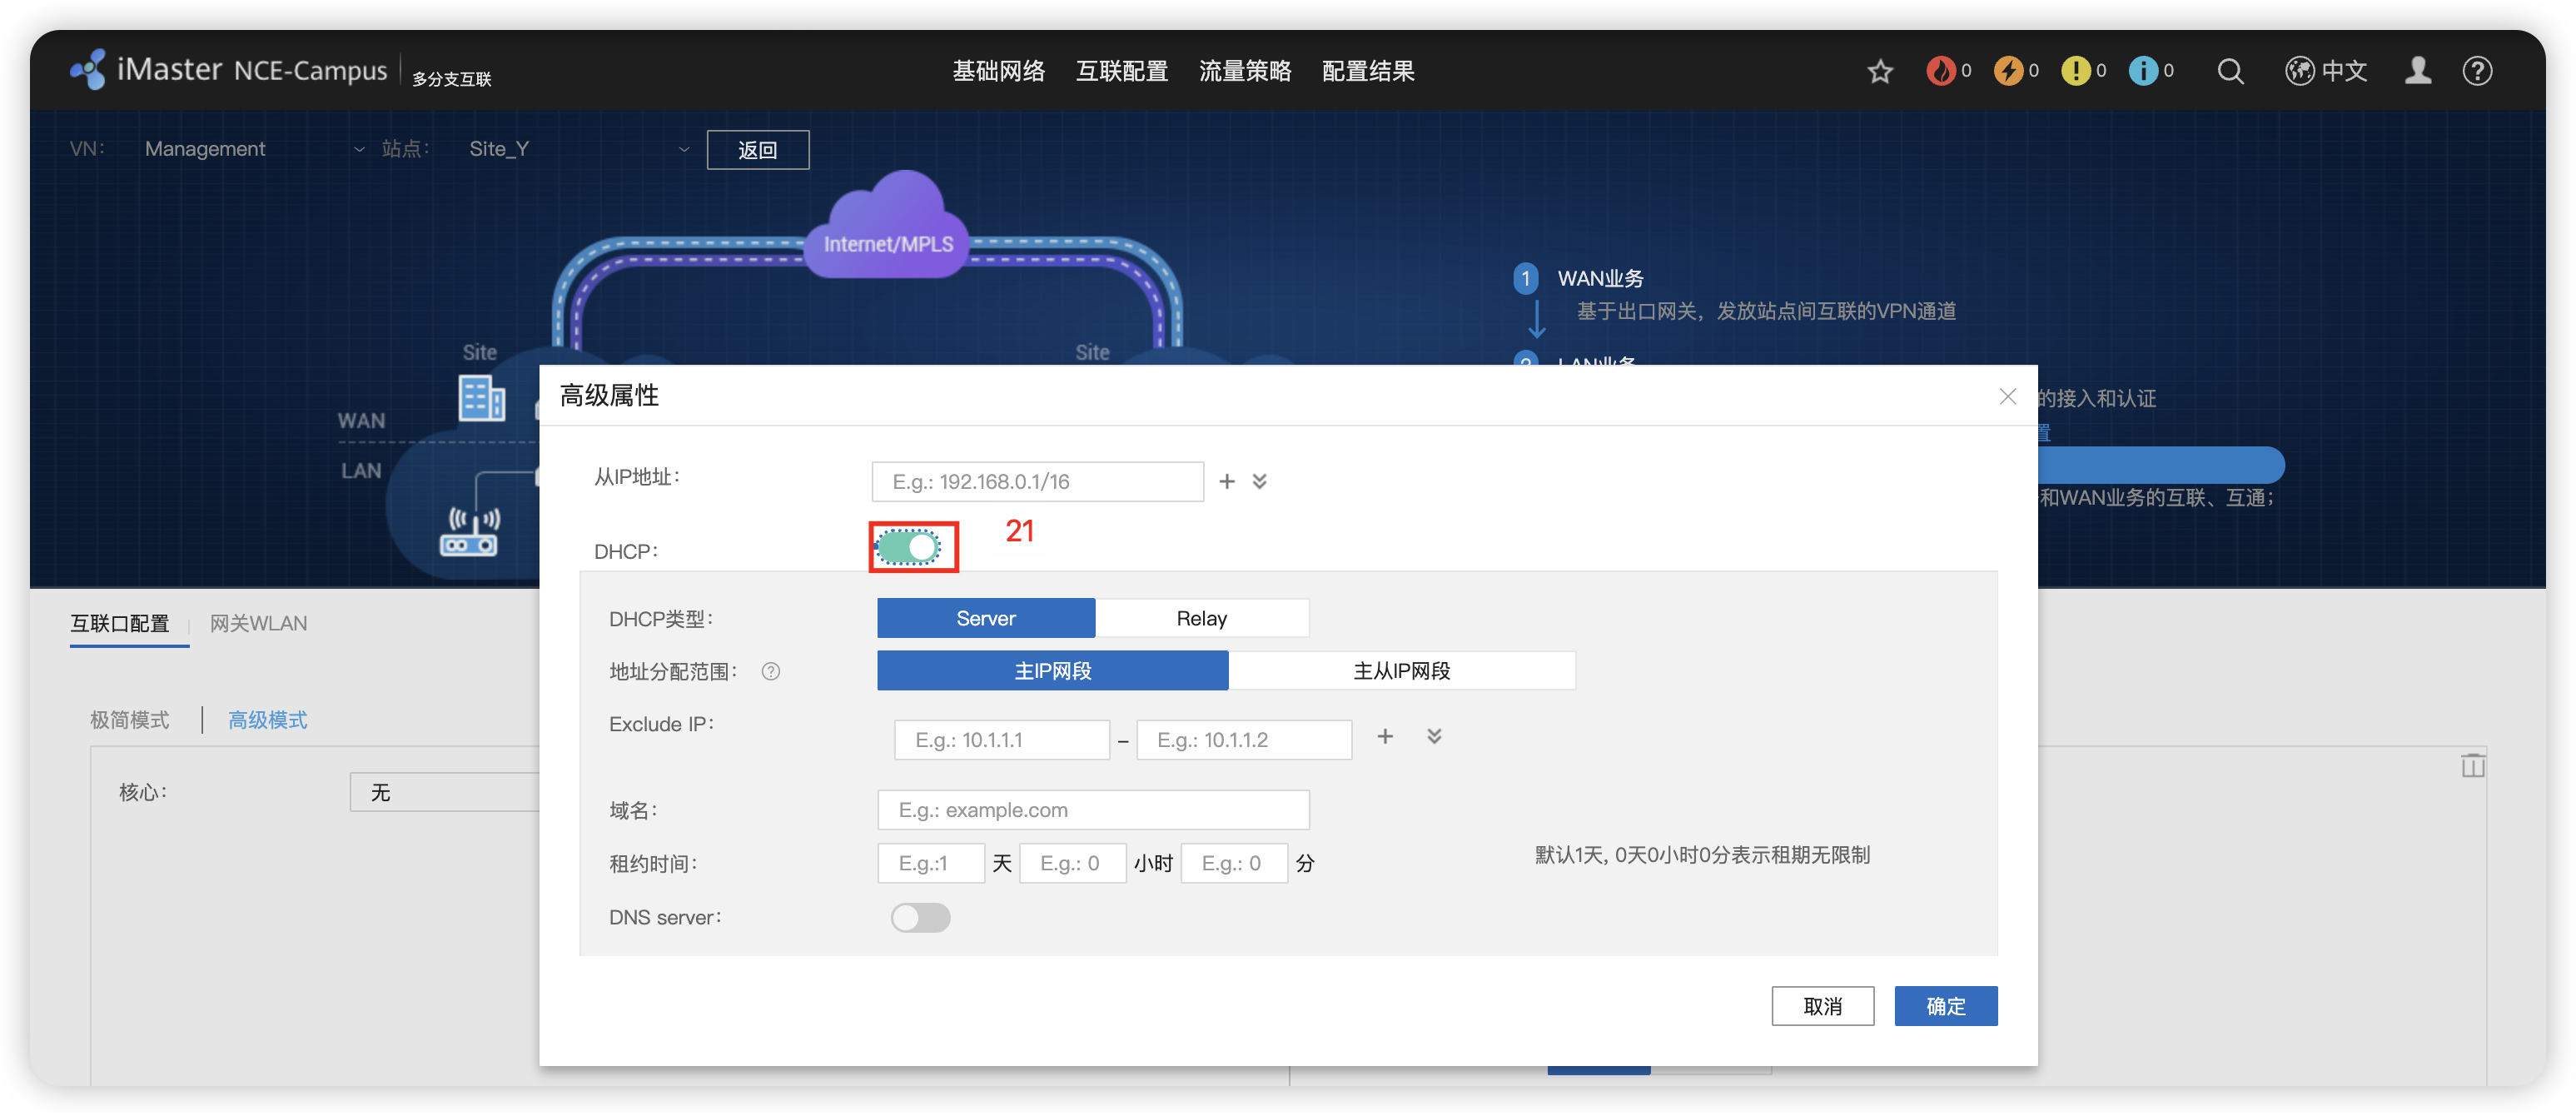 iMaster NCE-Campus 多分支互联
基础网络 互联配置 流量策略 配置结果
0 0 0 0 中文
VN: Management 站点: Site_Y 返回
Internet/MPLS
1 WAN业务
基于出口网关，发放站点间互联的VPN通道
Site Site
WAN
LAN
的接入和认证
置
和WAN业务的互联、互通；
高级属性
从IP地址: E.g.: 192.168.0.1/16
DHCP: 21
DHCP类型: Server Relay
地址分配范围: 主IP网段 主从IP网段
Exclude IP: E.g.: 10.1.1.1 – E.g.: 10.1.1.2
域名: E.g.: example.com
租约时间: E.g.:1 天 E.g.: 0 小时 E.g.: 0 分 默认1天, 0天0小时0分表示租期无限制
DNS server:
取消 确定
互联口配置 网关WLAN
极简模式 高级模式
核心: 无